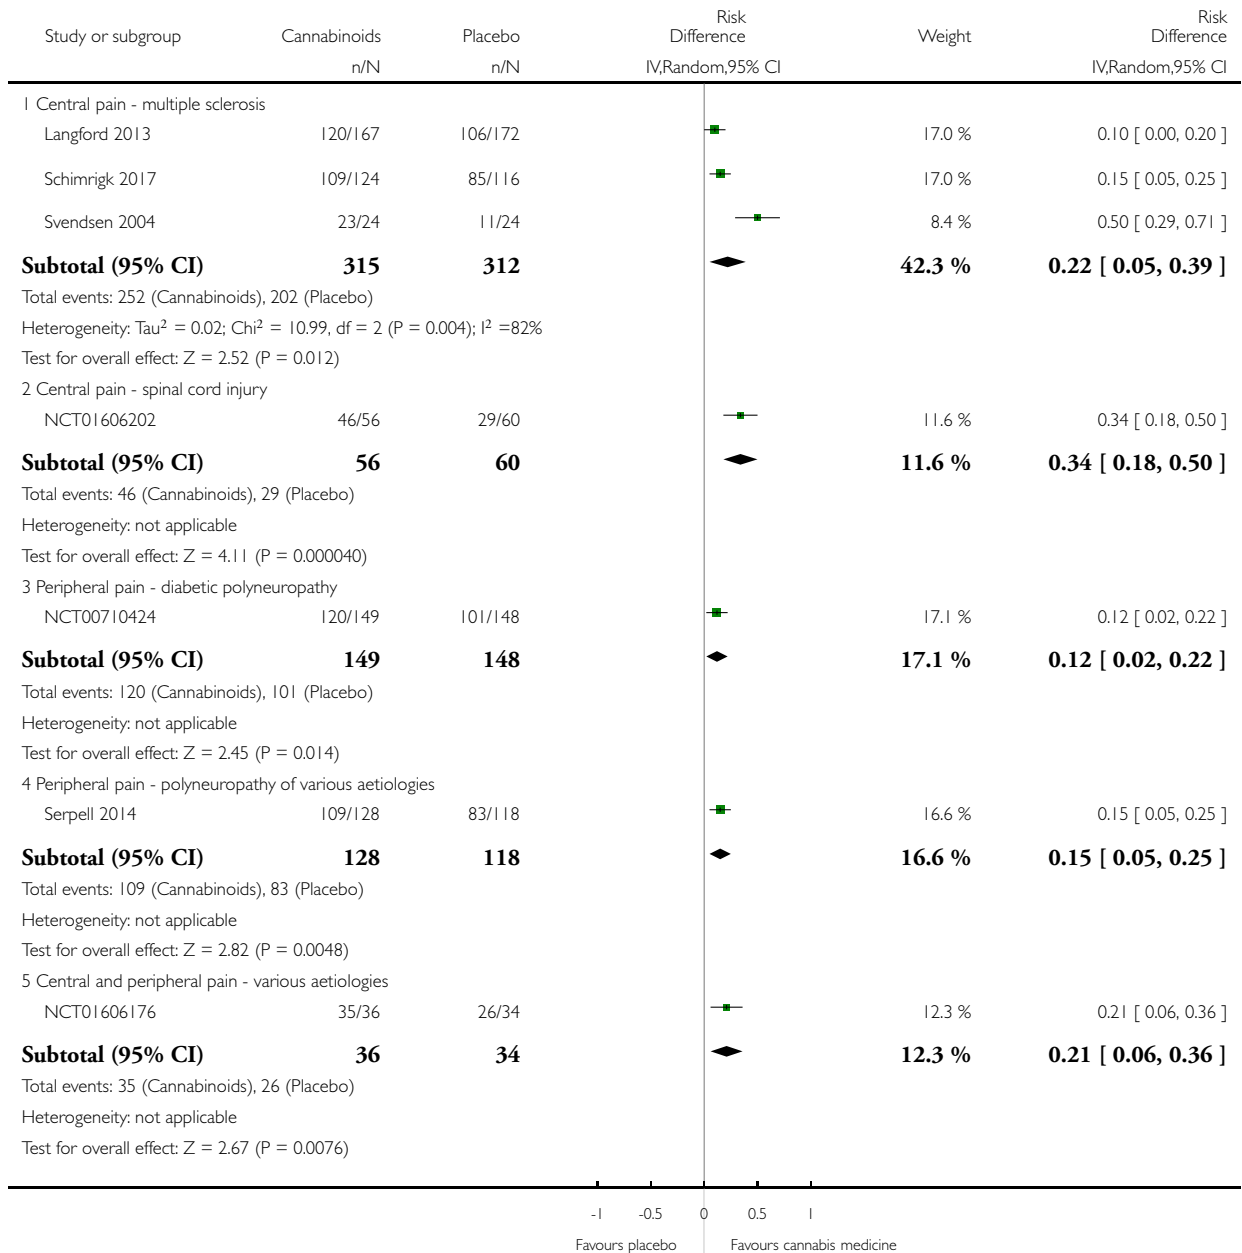 Study or subgroup Cannabinoids Placebo Risk Difference Weight Risk Difference
n/N n/N IV,Random,95% CI IV,Random,95% CI
1 Central pain - multiple sclerosis
Langford 2013 120/167 106/172 17.0 % 0.10 [ 0.00, 0.20 ]
Schimrigk 2017 109/124 85/116 17.0 % 0.15 [ 0.05, 0.25 ]
Svendsen 2004 23/24 11/24 8.4 % 0.50 [ 0.29, 0.71 ]
Subtotal (95% CI) 315 312 42.3 % 0.22 [ 0.05, 0.39 ]
Total events: 252 (Cannabinoids), 202 (Placebo)
Heterogeneity: Tau² = 0.02; Chi² = 10.99, df = 2 (P = 0.004); I² =82%
Test for overall effect: Z = 2.52 (P = 0.012)
2 Central pain - spinal cord injury
NCT01606202 46/56 29/60 11.6 % 0.34 [ 0.18, 0.50 ]
Subtotal (95% CI) 56 60 11.6 % 0.34 [ 0.18, 0.50 ]
Total events: 46 (Cannabinoids), 29 (Placebo)
Heterogeneity: not applicable
Test for overall effect: Z = 4.11 (P = 0.000040)
3 Peripheral pain - diabetic polyneuropathy
NCT00710424 120/149 101/148 17.1 % 0.12 [ 0.02, 0.22 ]
Subtotal (95% CI) 149 148 17.1 % 0.12 [ 0.02, 0.22 ]
Total events: 120 (Cannabinoids), 101 (Placebo)
Heterogeneity: not applicable
Test for overall effect: Z = 2.45 (P = 0.014)
4 Peripheral pain - polyneuropathy of various aetiologies
Serpell 2014 109/128 83/118 16.6 % 0.15 [ 0.05, 0.25 ]
Subtotal (95% CI) 128 118 16.6 % 0.15 [ 0.05, 0.25 ]
Total events: 109 (Cannabinoids), 83 (Placebo)
Heterogeneity: not applicable
Test for overall effect: Z = 2.82 (P = 0.0048)
5 Central and peripheral pain - various aetiologies
NCT01606176 35/36 26/34 12.3 % 0.21 [ 0.06, 0.36 ]
Subtotal (95% CI) 36 34 12.3 % 0.21 [ 0.06, 0.36 ]
Total events: 35 (Cannabinoids), 26 (Placebo)
Heterogeneity: not applicable
Test for overall effect: Z = 2.67 (P = 0.0076)
-1 -0.5 0 0.5 1
Favours placebo Favours cannabis medicine